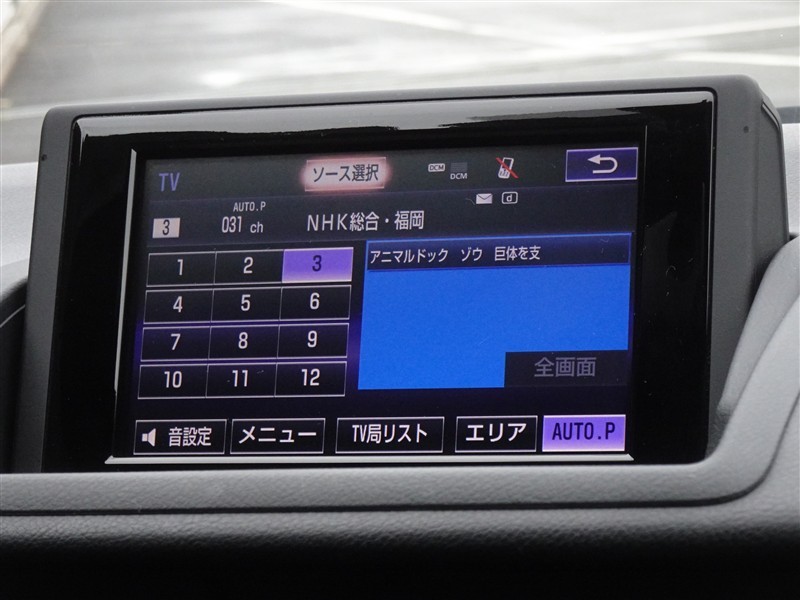 TV ソース選択 DCM DCM
d
AUTO.P
3 031 ch NHK総合・福岡
アニマルドック ゾウ 巨体を支
1 2 3
4 5 6
7 8 9
10 11 12
全画面
音設定 メニュー TV局リスト エリア AUTO.P